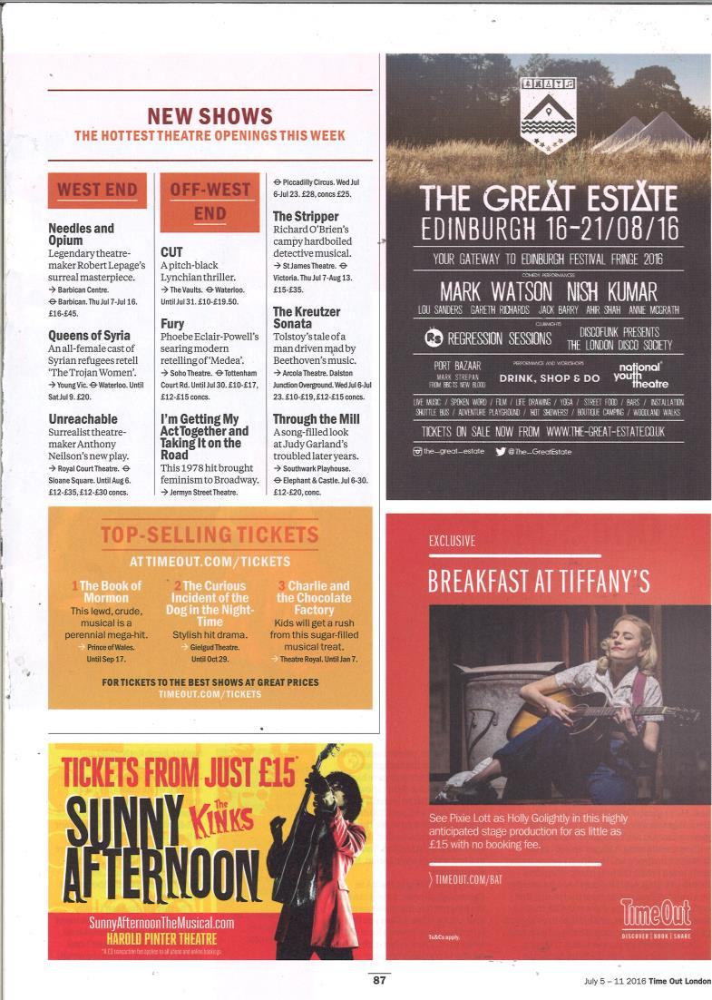 NEW SHOWS
THE HOTTEST THEATRE OPENINGS THIS WEEK
WEST END
Needles and
Opium
Legendary theatre-
maker Robert Lepage's
surreal masterpiece.
→ Barbican Centre.
⊖ Barbican. Thu Jul 7-Jul 16.
£16-£45.
Queens of Syria
An all-female cast of
Syrian refugees retell
'The Trojan Women'.
→ Young Vic. ⊖ Waterloo. Until
Sat Jul 9. £20.
Unreachable
Surrealist theatre-
maker Anthony
Neilson's new play.
→ Royal Court Theatre. ⊖
Sloane Square. Until Aug 6.
£12-£35, £12-£30 concs.
OFF-WEST
END
CUT
A pitch-black
Lynchian thriller.
→ The Vaults. ⊖ Waterloo.
Until Jul 31. £10-£19.50.
Fury
Phoebe Eclair-Powell's
searing modern
retelling of 'Medea'.
→ Soho Theatre. ⊖ Tottenham
Court Rd. Until Jul 30. £10-£17,
£12-£15 concs.
I'm Getting My
Act Together and
Taking It on the
Road
This 1978 hit brought
feminism to Broadway.
→ Jermyn Street Theatre.
⊖ Piccadilly Circus. Wed Jul
6-Jul 23. £28, concs £25.
The Stripper
Richard O'Brien's
campy hardboiled
detective musical.
→ St James Theatre. ⊖
Victoria. Thu Jul 7-Aug 13.
£15-£35.
The Kreutzer
Sonata
Tolstoy's tale of a
man driven mad by
Beethoven's music.
→ Arcola Theatre. Dalston
Junction Overground. Wed Jul 6-Jul
23. £10-£19, £12-£15 concs.
Through the Mill
A song-filled look
at Judy Garland's
troubled later years.
→ Southwark Playhouse.
⊖ Elephant & Castle. Jul 6-30.
£12-£20, conc.
TOP-SELLING TICKETS
AT TIMEOUT.COM/TICKETS
1 The Book of
Mormon
This lewd, crude,
musical is a
perennial mega-hit.
→ Prince of Wales.
Until Sep 17.
2 The Curious
Incident of the
Dog in the Night-
Time
Stylish hit drama.
→ Gielgud Theatre.
Until Oct 29.
3 Charlie and
the Chocolate
Factory
Kids will get a rush
from this sugar-filled
musical treat.
→ Theatre Royal. Until Jan 7.
FOR TICKETS TO THE BEST SHOWS AT GREAT PRICES
TIMEOUT.COM/TICKETS
TICKETS FROM JUST £15*
SUNNY
The KINKS
AFTERNOON
SunnyAfternoonTheMusical.com
HAROLD PINTER THEATRE
*A £3 transaction fee applies to all phone and online bookings
THE GREAT ESTATE
EDINBURGH 16-21/08/16
YOUR GATEWAY TO EDINBURGH FESTIVAL FRINGE 2016
COMEDY PERFORMANCES
MARK WATSON NISH KUMAR
LOU SANDERS GARETH RICHARDS JACK BARRY AHIR SHAH ANNIE MCGRATH
CLUBNIGHTS
RS REGRESSION SESSIONS
DISCOFUNK PRESENTS
THE LONDON DISCO SOCIETY
PORT BAZAAR
MARK STREPAN
FROM BBC1'S NEW BLOOD
PERFORMANCE AND WORKSHOPS
DRINK, SHOP & DO
national
youth
theatre
LIVE MUSIC / SPOKEN WORD / FILM / LIFE DRAWING / YOGA / STREET FOOD / BARS / INSTALLATION
SHUTTLE BUS / ADVENTURE PLAYGROUND / HOT SHOWERS! / BOUTIQUE CAMPING / WOODLAND WALKS
TICKETS ON SALE NOW FROM WWW.THE-GREAT-ESTATE.CO.UK
the_great_estate @The_GreatEstate
EXCLUSIVE
BREAKFAST AT TIFFANY'S
See Pixie Lott as Holly Golightly in this highly
anticipated stage production for as little as
£15 with no booking fee.
〉TIMEOUT.COM/BAT
Ts&Cs apply.
TimeOut
DISCOVER | BOOK | SHARE
87
July 5 – 11 2016 Time Out London